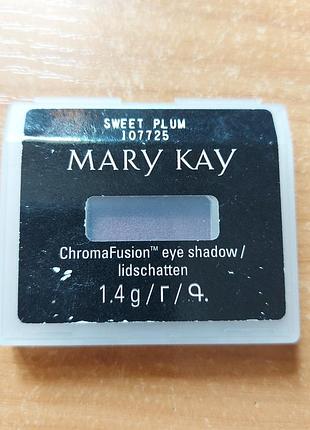 SWEET PLUM
107725
MARY KAY
ChromaFusion™ eye shadow /
lidschatten
1.4 g / Г / Գ.